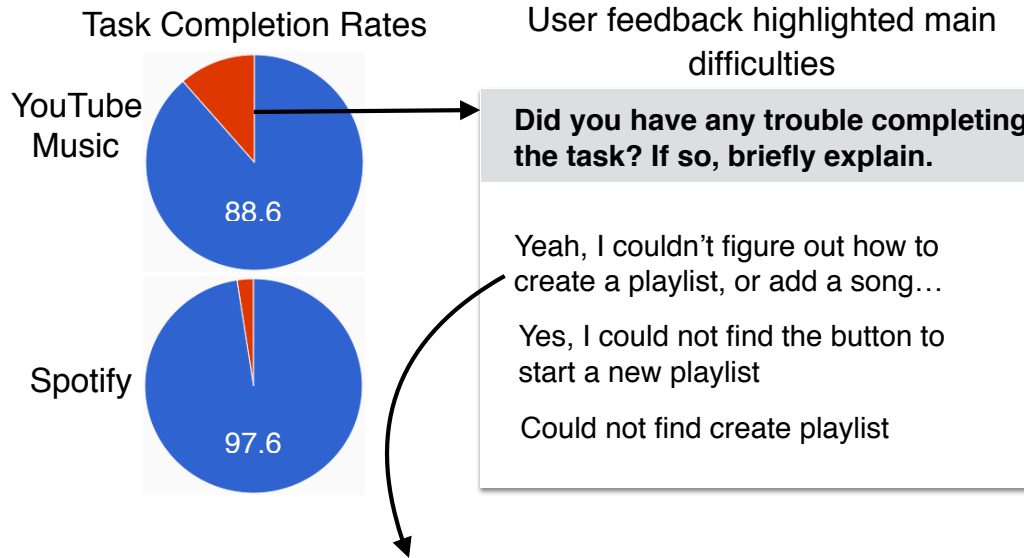 Task Completion Rates
YouTube
Music
88.6
Spotify
97.6
User feedback highlighted main
difficulties
Did you have any trouble completing
the task? If so, briefly explain.
Yeah, I couldn’t figure out how to
create a playlist, or add a song…
Yes, I could not find the button to
start a new playlist
Could not find create playlist